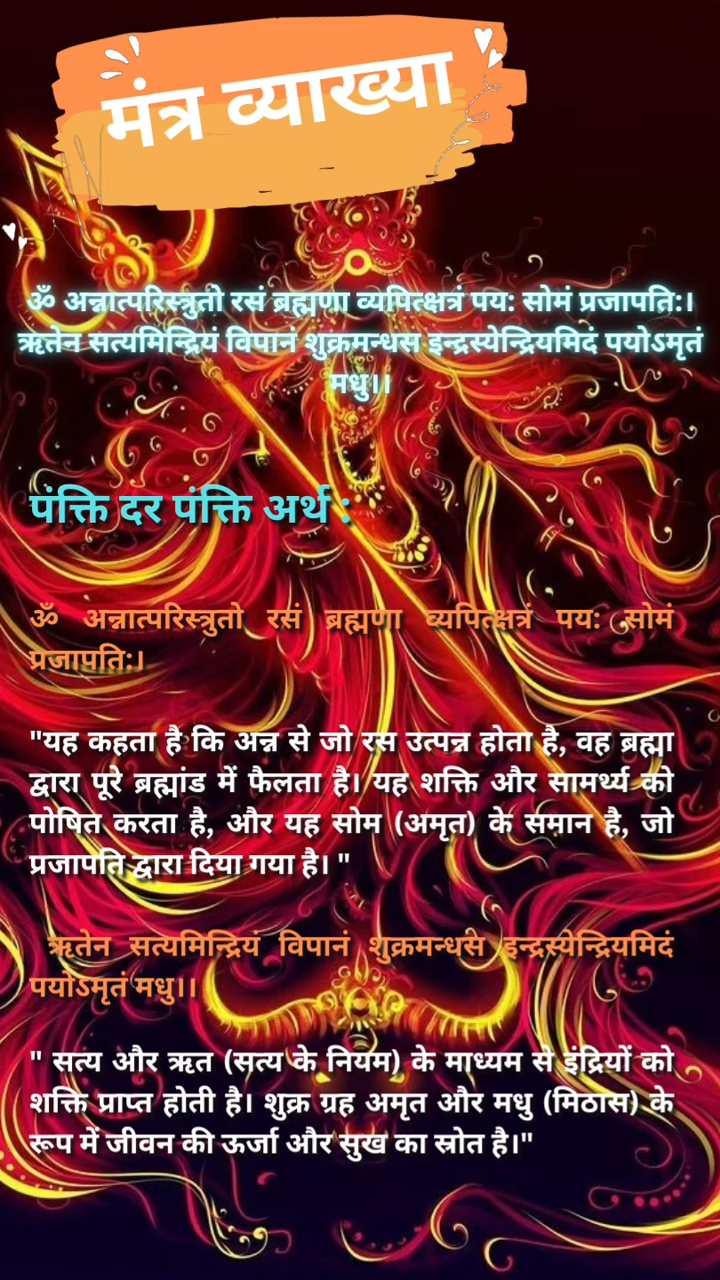 मंत्र व्याख्या
ॐ अन्नात्परिस्त्रुतो रसं ब्रह्मणा व्यपित्क्षत्रं पय: सोमं प्रजापति:।
ऋतेन सत्यमिन्द्रियं विपानं शुक्रमन्धस इन्द्रस्येन्द्रियमिदं पयोऽमृतं
मधु।।
पंक्ति दर पंक्ति अर्थ :
ॐ अन्नात्परिस्त्रुतो रसं ब्रह्मणा व्यपित्क्षत्रं पय: सोमं
प्रजापति:।
"यह कहता है कि अन्न से जो रस उत्पन्न होता है, वह ब्रह्मा
द्वारा पूरे ब्रह्मांड में फैलता है। यह शक्ति और सामर्थ्य को
पोषित करता है, और यह सोम (अमृत) के समान है, जो
प्रजापति द्वारा दिया गया है। "
ऋतेन सत्यमिन्द्रियं विपानं शुक्रमन्धस इन्द्रस्येन्द्रियमिदं
पयोऽमृतं मधु।।
" सत्य और ऋत (सत्य के नियम) के माध्यम से इंद्रियों को
शक्ति प्राप्त होती है। शुक्र ग्रह अमृत और मधु (मिठास) के
रूप में जीवन की ऊर्जा और सुख का स्रोत है।"